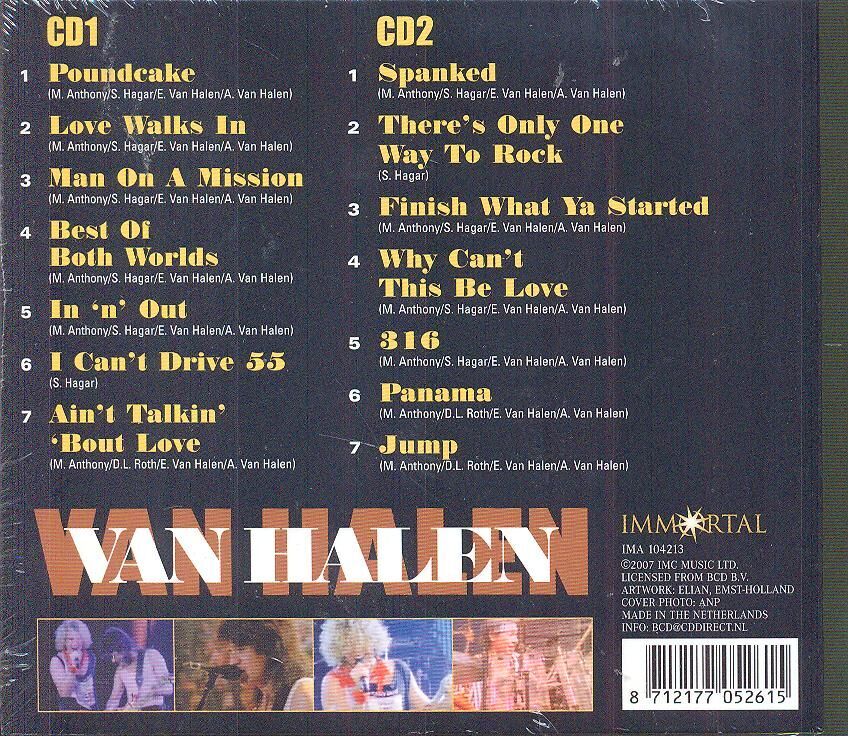 CD1
1 Poundcake
(M. Anthony/S. Hagar/E. Van Halen/A. Van Halen)
2 Love Walks In
(M. Anthony/S. Hagar/E. Van Halen/A. Van Halen)
3 Man On A Mission
(M. Anthony/S. Hagar/E. Van Halen/A. Van Halen)
4 Best Of
Both Worlds
(M. Anthony/S. Hagar/E. Van Halen/A. Van Halen)
5 In ‘n’ Out
(M. Anthony/S. Hagar/E. Van Halen/A. Van Halen)
6 I Can’t Drive 55
(S. Hagar)
7 Ain’t Talkin’
‘Bout Love
(M. Anthony/D.L. Roth/E. Van Halen/A. Van Halen)
CD2
1 Spanked
(M. Anthony/S. Hagar/E. Van Halen/A. Van Halen)
2 There’s Only One
Way To Rock
(S. Hagar)
3 Finish What Ya Started
(M. Anthony/S. Hagar/E. Van Halen/A. Van Halen)
4 Why Can’t
This Be Love
(M. Anthony/S. Hagar/E. Van Halen/A. Van Halen)
5 316
(M. Anthony/S. Hagar/E. Van Halen/A. Van Halen)
6 Panama
(M. Anthony/D.L. Roth/E. Van Halen/A. Van Halen)
7 Jump
(M. Anthony/D.L. Roth/E. Van Halen/A. Van Halen)
VAN HALEN
VAN HALEN
IMMORTAL
IMA 104213
©2007 IMC MUSIC LTD.
LICENSED FROM BCD B.V.
ARTWORK: ELIAN, EMST-HOLLAND
COVER PHOTO: ANP
MADE IN THE NETHERLANDS
INFO: BCD@CDDIRECT.NL
8 712177 052615